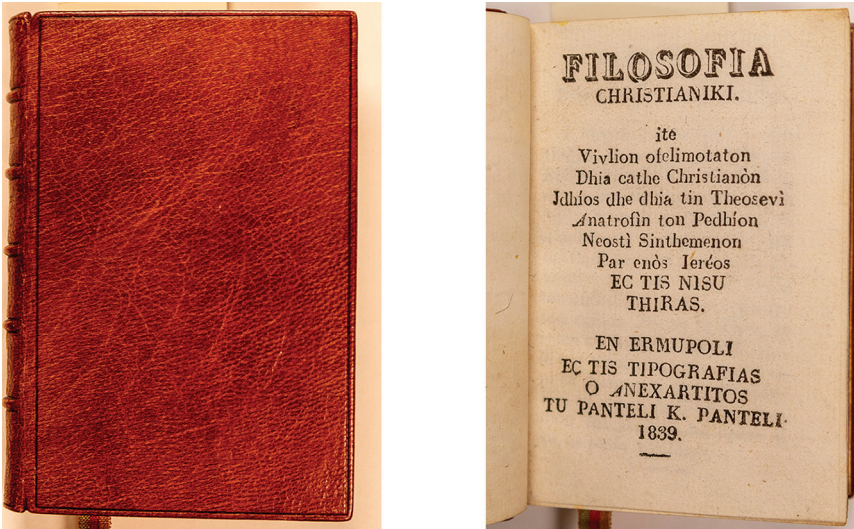 FILOSOFIA
CHRISTIANIKI.
ite
Vivlion ofelimotaton
Dhia cathe Christianòn
Jdhíos dhe dhia tin Theosevì
Anatrofin ton Pedhíon
Neostì Sinthemenon
Par enòs Ieréos
EC TIS NISU
THIRAS.
EN ERMUPOLI
EC TIS TIPOGRAFIAS
O ANEXARTITOS
TU PANTELI K. PANTELI.
1839.